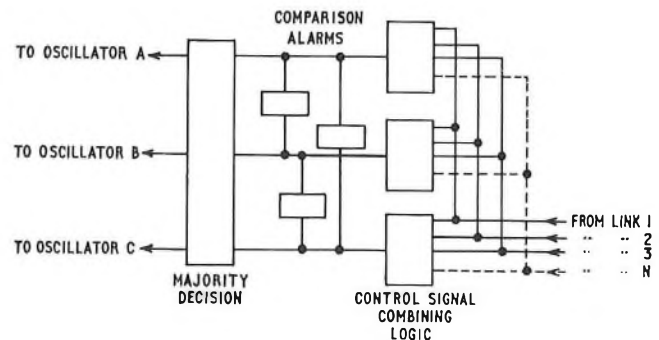 COMPARISON
ALARMS
TO OSCILLATOR A
TO OSCILLATOR B
TO OSCILLATOR C
FROM LINK 1
" " 2
" " 3
" " N
MAJORITY
DECISION
CONTROL SIGNAL
COMBINING
LOGIC